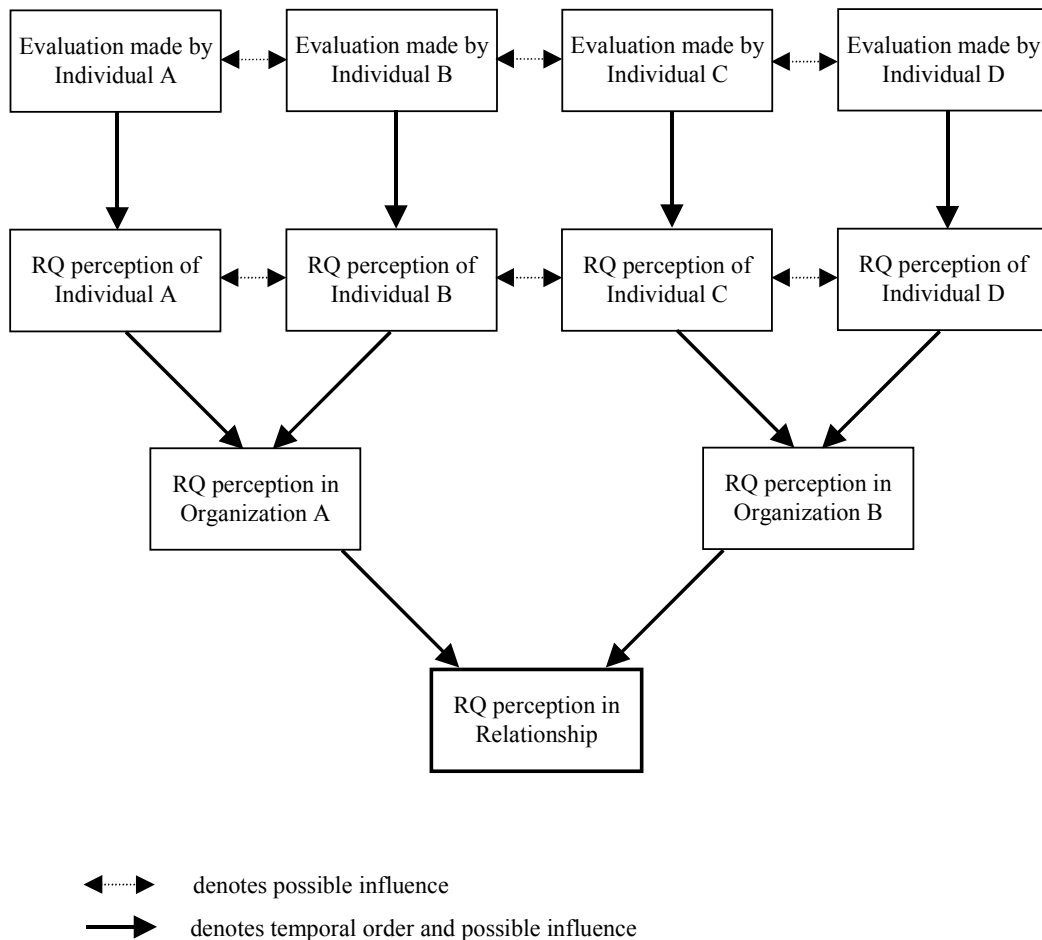 Evaluation made by
Individual A
Evaluation made by
Individual B
Evaluation made by
Individual C
Evaluation made by
Individual D
RQ perception of
Individual A
RQ perception of
Individual B
RQ perception of
Individual C
RQ perception of
Individual D
RQ perception in
Organization A
RQ perception in
Organization B
RQ perception in
Relationship
denotes possible influence
denotes temporal order and possible influence